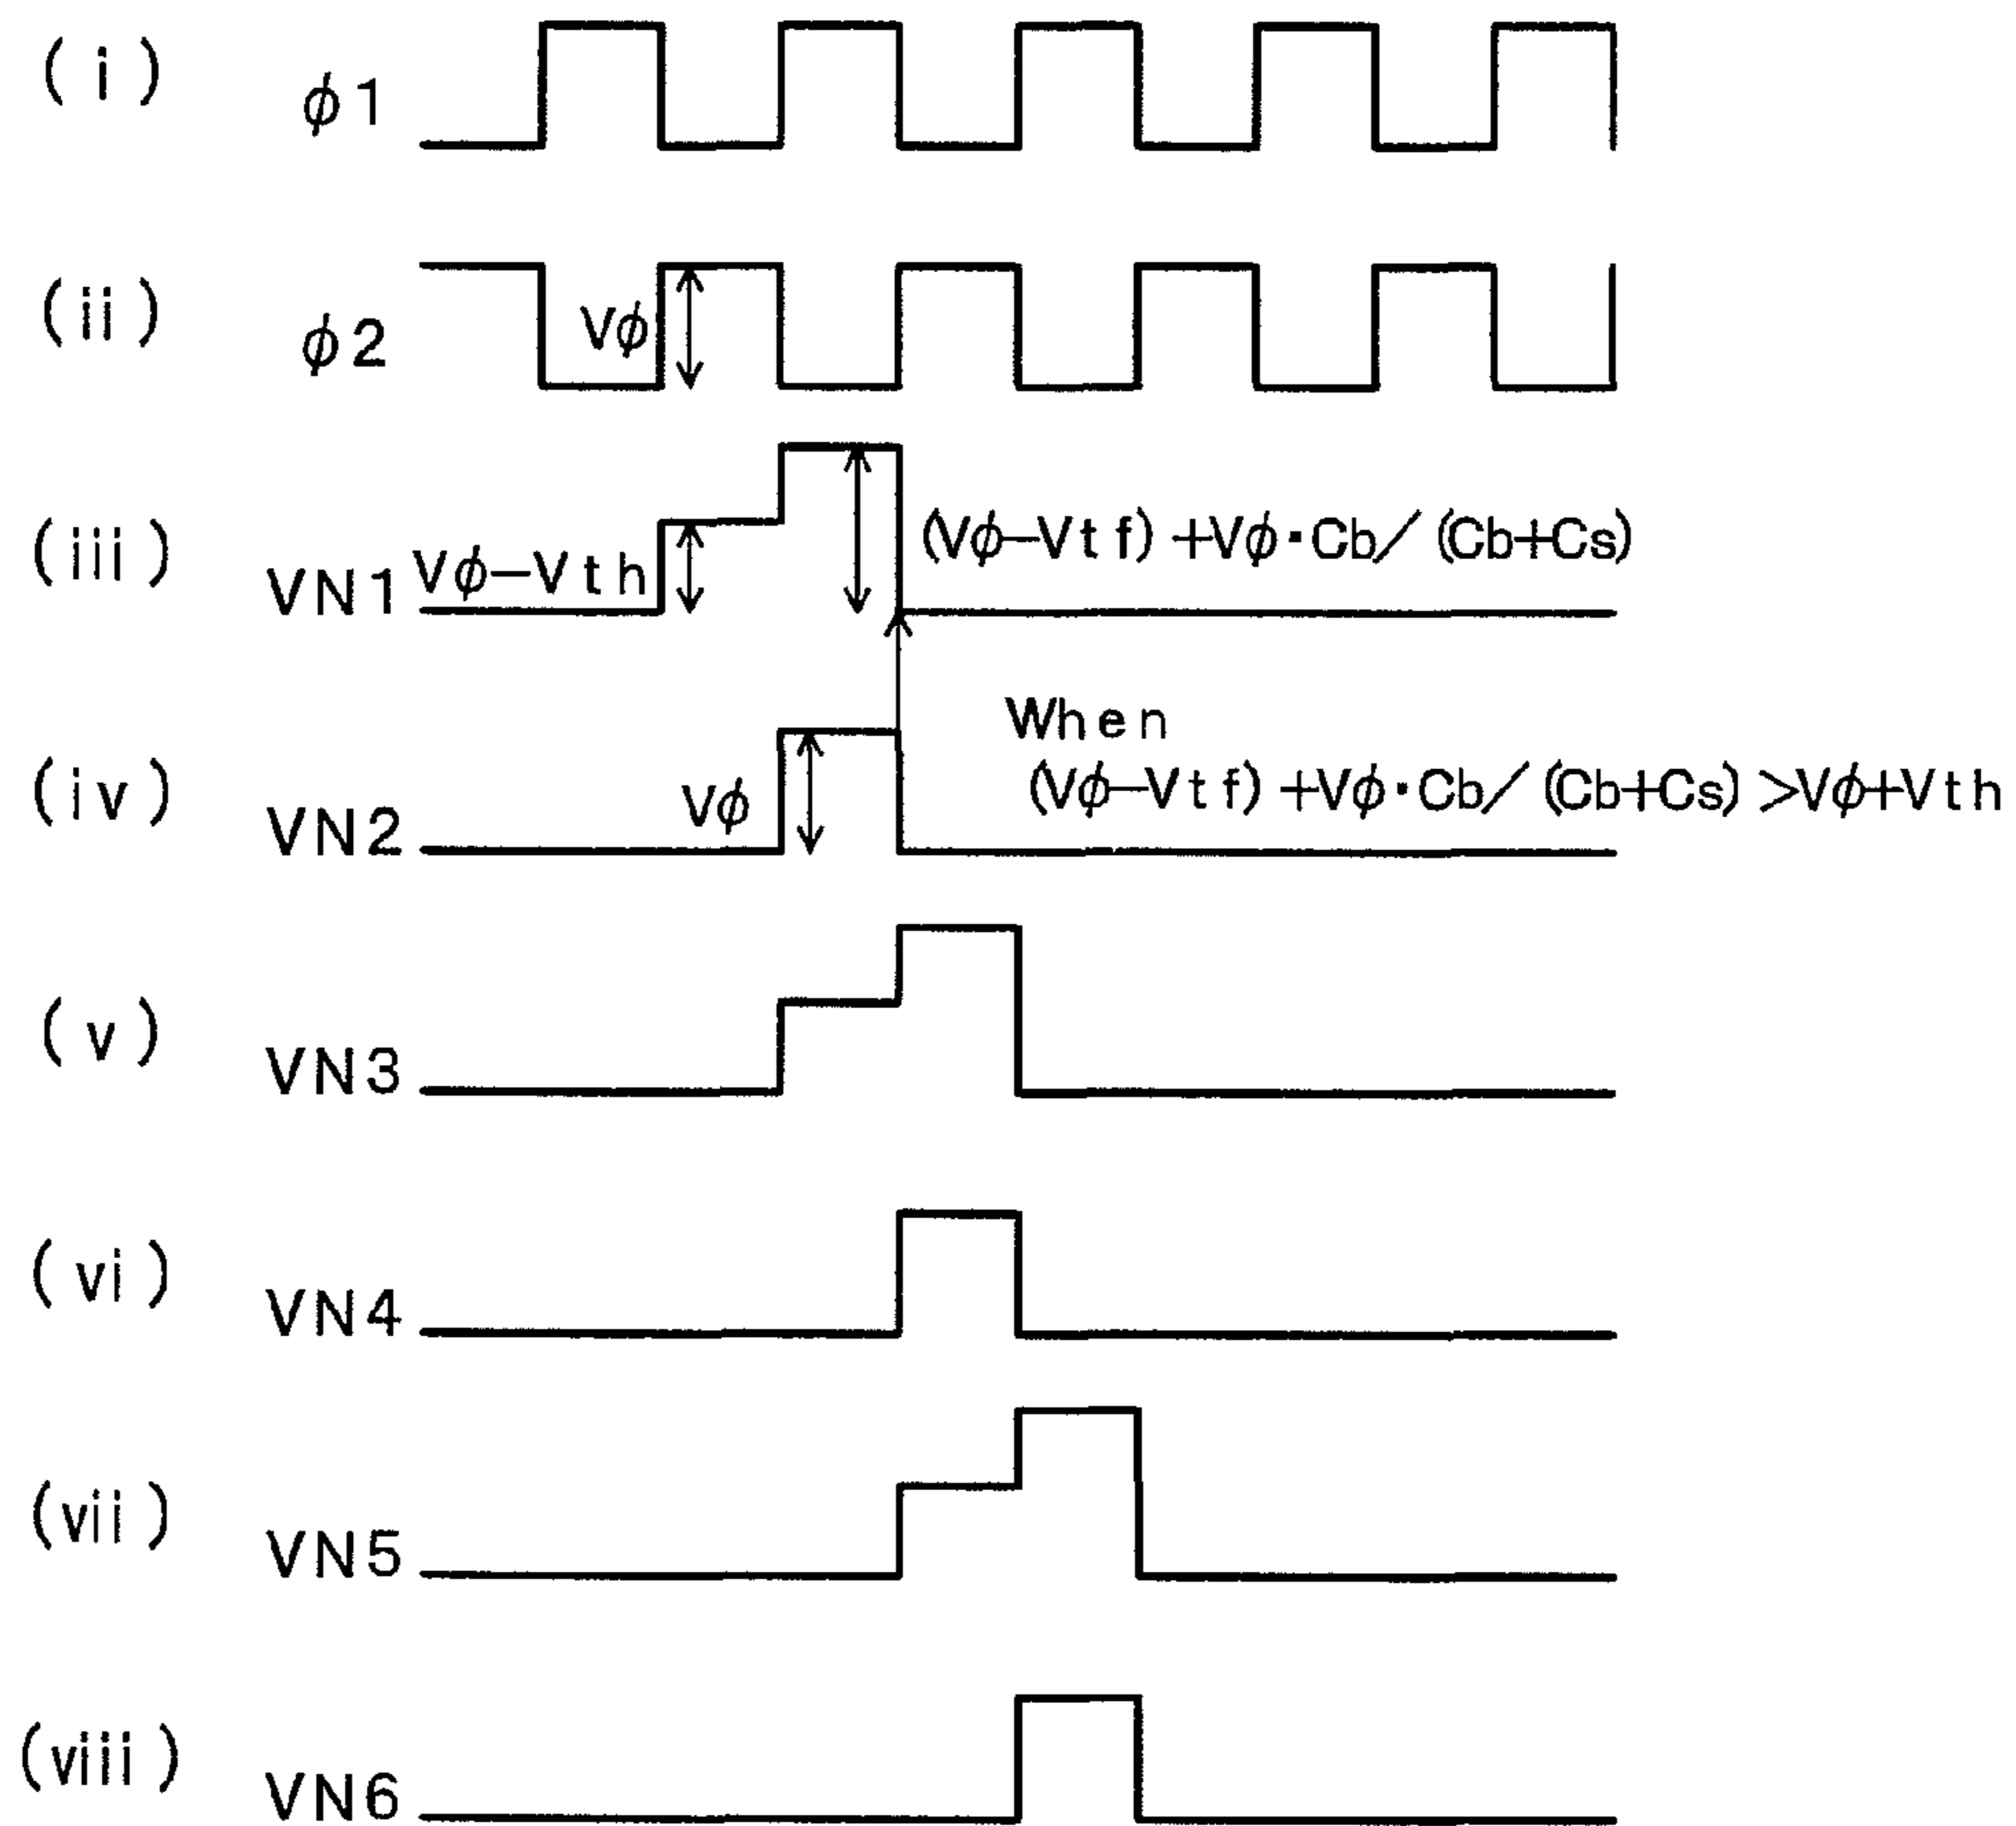 (i) φ1
(ii) φ2 Vφ
(iii) VN1 Vφ-Vth (Vφ-Vtf)+Vφ·Cb/(Cb+Cs)
When
(iv) VN2 Vφ (Vφ-Vtf)+Vφ·Cb/(Cb+Cs)>Vφ+Vth
(v) VN3
(vi) VN4
(vii) VN5
(viii) VN6